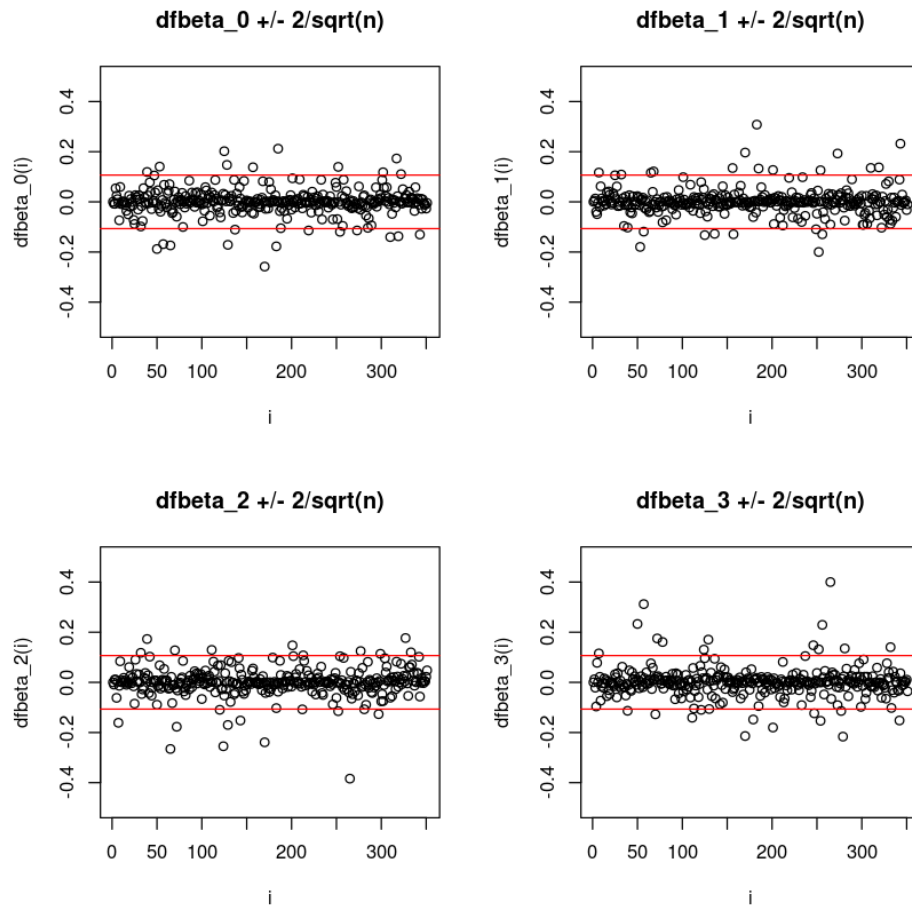 dfbeta_0 +/- 2/sqrt(n)
dfbeta_0(i)
0.4
0.2
0.0
-0.2
-0.4
0 50 100 200 300
i
dfbeta_1 +/- 2/sqrt(n)
dfbeta_1(i)
0.4
0.2
0.0
-0.2
-0.4
0 50 100 200 300
i
dfbeta_2 +/- 2/sqrt(n)
dfbeta_2(i)
0.4
0.2
0.0
-0.2
-0.4
0 50 100 200 300
i
dfbeta_3 +/- 2/sqrt(n)
dfbeta_3(i)
0.4
0.2
0.0
-0.2
-0.4
0 50 100 200 300
i